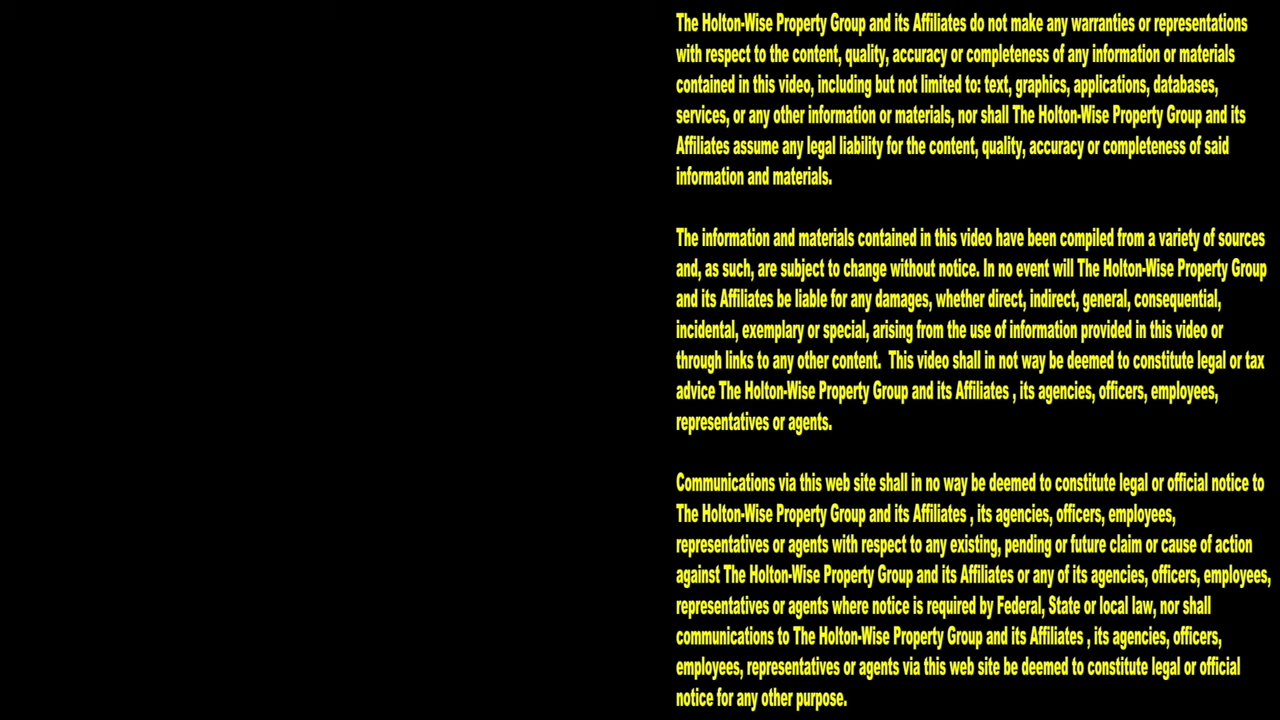 The Holton-Wise Property Group and its Affiliates do not make any warranties or representations
with respect to the content, quality, accuracy or completeness of any information or materials
contained in this video, including but not limited to: text, graphics, applications, databases,
services, or any other information or materials, nor shall The Holton-Wise Property Group and its
Affiliates assume any legal liability for the content, quality, accuracy or completeness of said
information and materials.
The information and materials contained in this video have been compiled from a variety of sources
and, as such, are subject to change without notice. In no event will The Holton-Wise Property Group
and its Affiliates be liable for any damages, whether direct, indirect, general, consequential,
incidental, exemplary or special, arising from the use of information provided in this video or
through links to any other content.  This video shall in not way be deemed to constitute legal or tax
advice The Holton-Wise Property Group and its Affiliates , its agencies, officers, employees,
representatives or agents.
Communications via this web site shall in no way be deemed to constitute legal or official notice to
The Holton-Wise Property Group and its Affiliates , its agencies, officers, employees,
representatives or agents with respect to any existing, pending or future claim or cause of action
against The Holton-Wise Property Group and its Affiliates or any of its agencies, officers, employees,
representatives or agents where notice is required by Federal, State or local law, nor shall
communications to The Holton-Wise Property Group and its Affiliates , its agencies, officers,
employees, representatives or agents via this web site be deemed to constitute legal or official
notice for any other purpose.